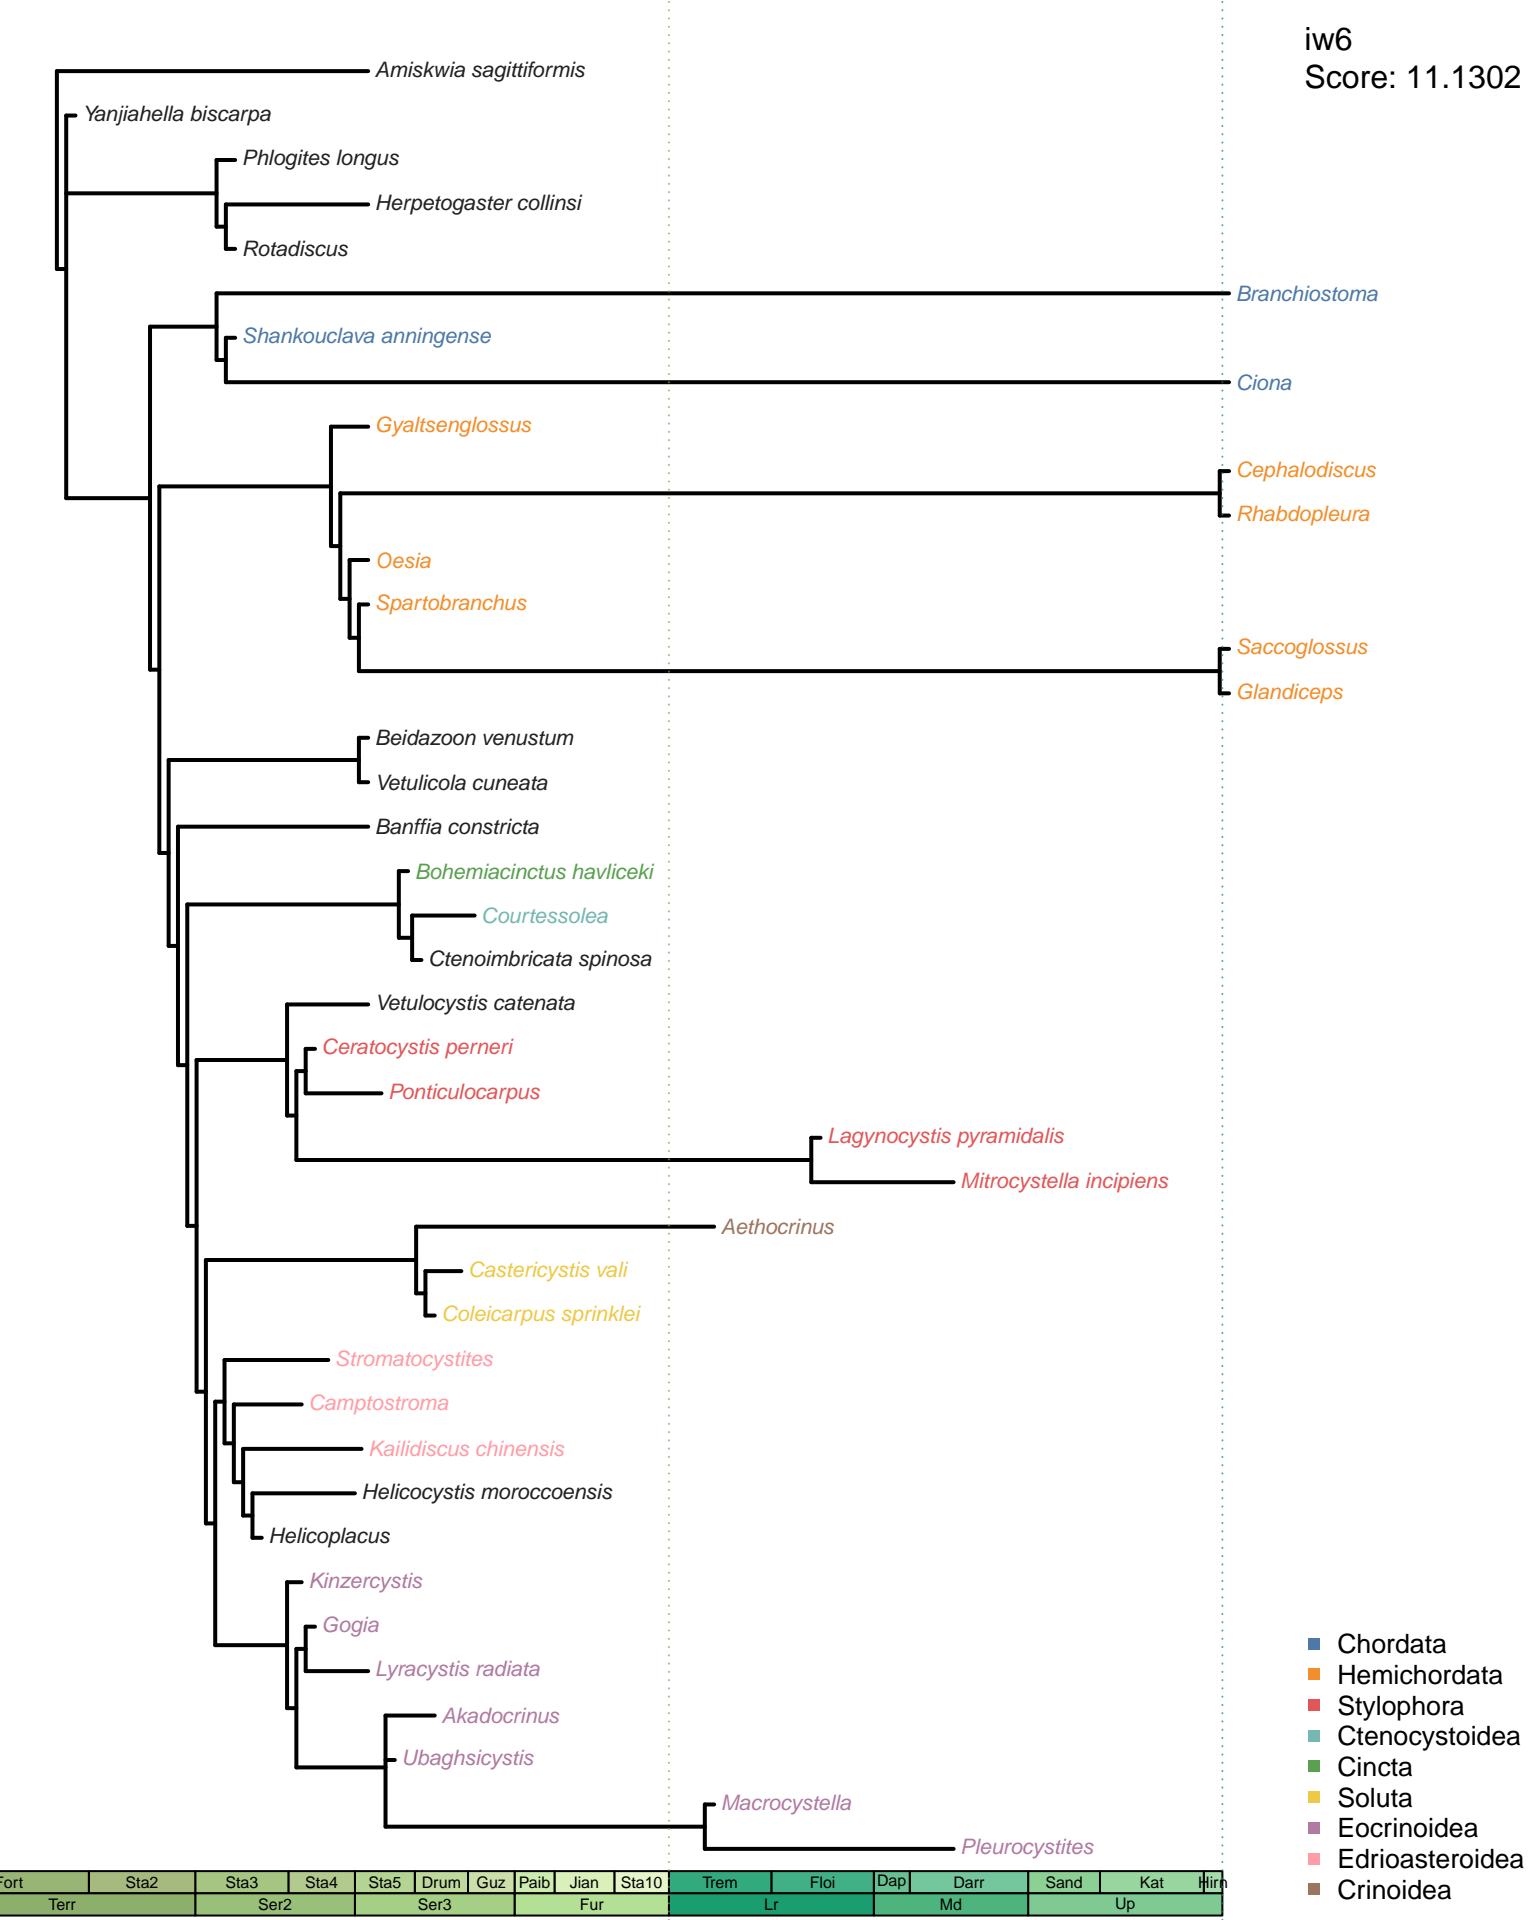 iw6
Score: 11.1302
Amiskwia sagittiformis
Yanjiahella biscarpa
Phlogites longus
Herpetogaster collinsi
Rotadiscus
Branchiostoma
Shankouclava anningense
Ciona
Gyaltsenglossus
Cephalodiscus
Rhabdopleura
Oesia
Spartobranchus
Saccoglossus
Glandiceps
Beidazoon venustum
Vetulicola cuneata
Banffia constricta
Bohemiacinctus havliceki
Courtessolea
Ctenoimbricata spinosa
Vetulocystis catenata
Ceratocystis perneri
Ponticulocarpus
Lagynocystis pyramidalis
Mitrocystella incipiens
Aethocrinus
Castericystis vali
Coleicarpus sprinklei
Stromatocystites
Camptostroma
Kailidiscus chinensis
Helicocystis moroccoensis
Helicoplacus
Kinzercystis
Gogia
Lyracystis radiata
Akadocrinus
Ubaghsicystis
Macrocystella
Pleurocystites
Chordata
Hemichordata
Stylophora
Ctenocystoidea
Cincta
Soluta
Eocrinoidea
Edrioasteroidea
Crinoidea
Fort Sta2 Sta3 Sta4 Sta5 Drum Guz Paib Jian Sta10 Trem Floi Dap Darr Sand Kat Hirn
Terr Ser2 Ser3 Fur Lr Md Up